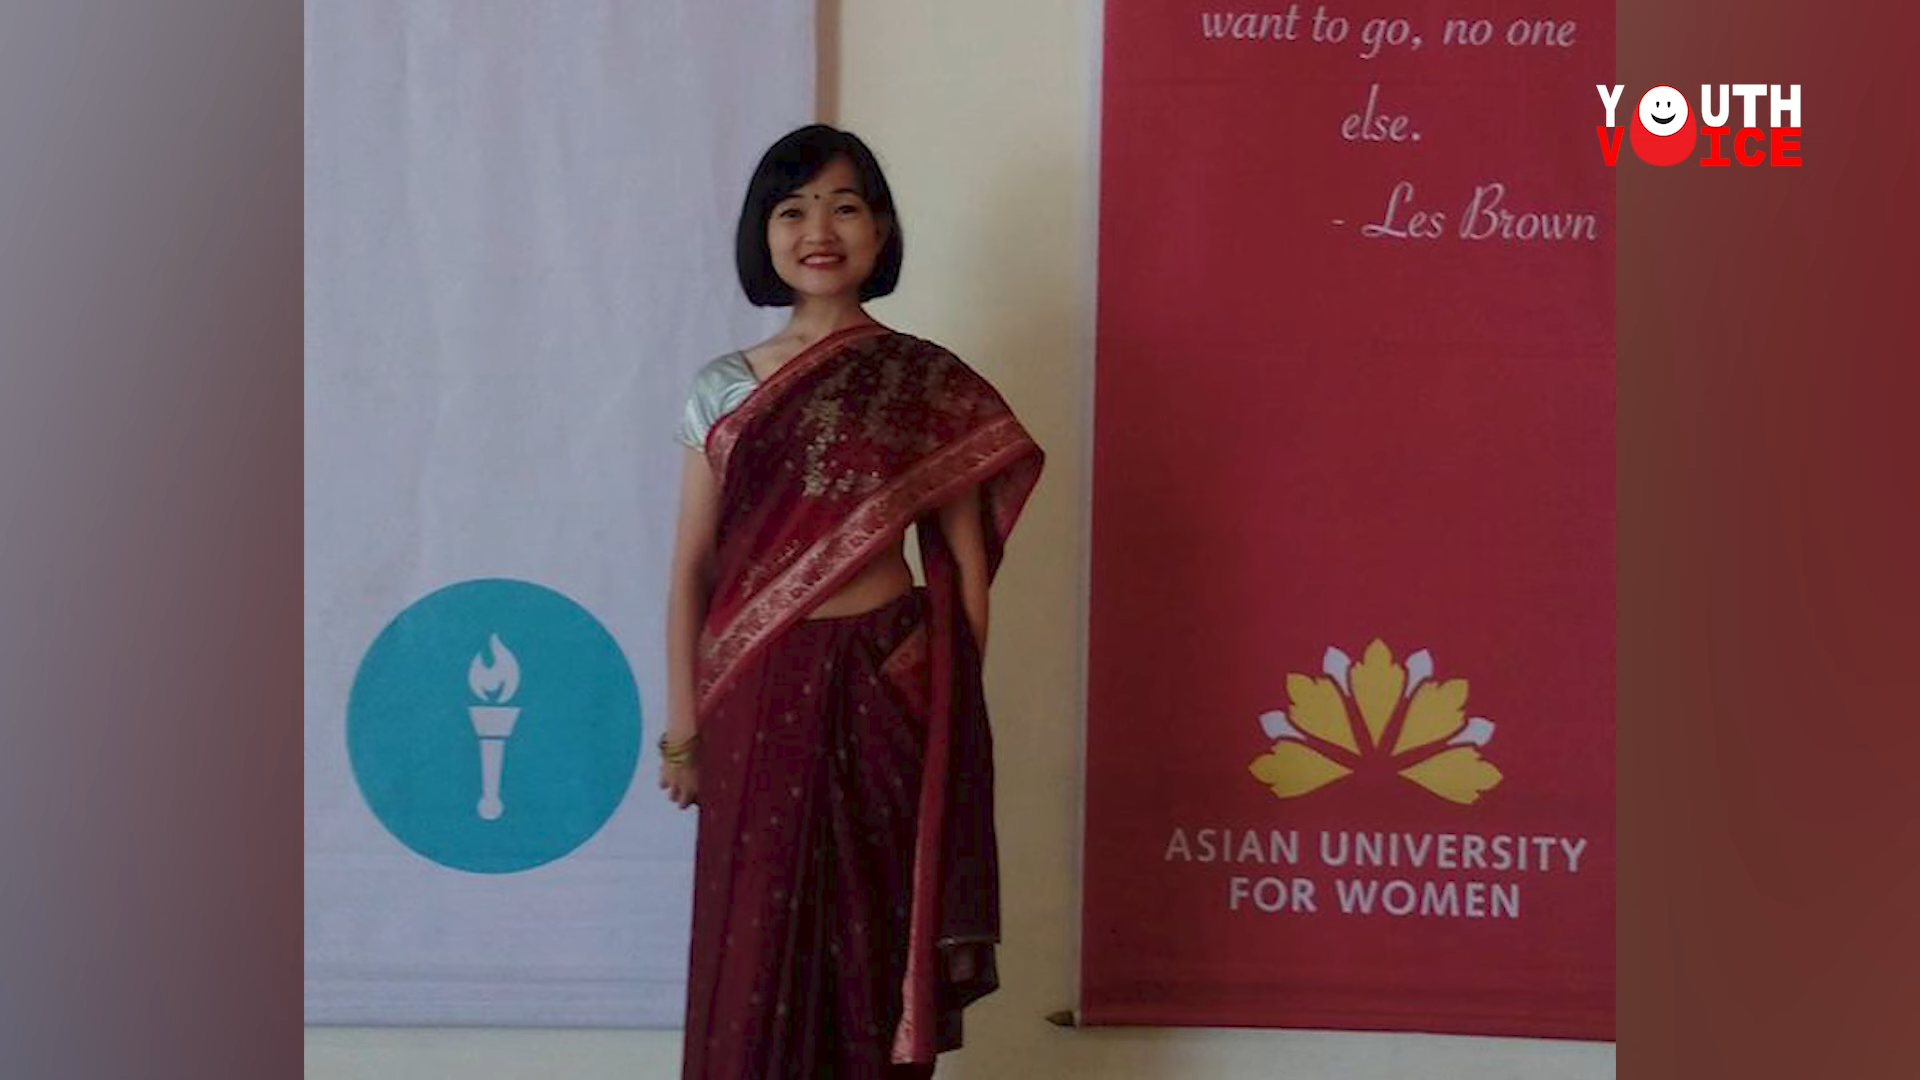 want to go, no one
else.
- Les Brown
YOUTH
VOICE
ASIAN UNIVERSITY
FOR WOMEN